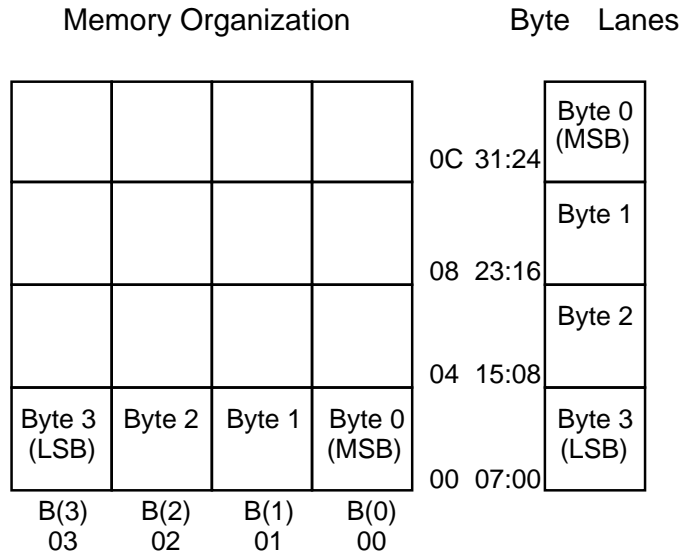 Memory Organization Byte Lanes
Byte 0
(MSB)
0C 31:24
Byte 1
08 23:16
Byte 2
04 15:08
Byte 3 Byte 2 Byte 1 Byte 0 Byte 3
(LSB) (MSB) (LSB)
00 07:00
B(3) B(2) B(1) B(0)
03 02 01 00